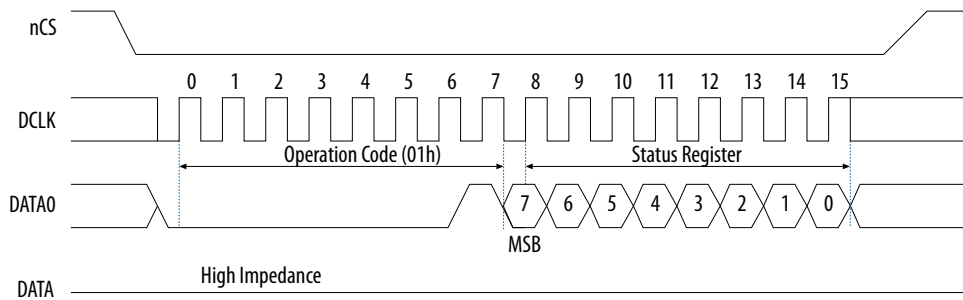 nCS
0 1 2 3 4 5 6 7 8 9 10 11 12 13 14 15
DCLK
Operation Code (01h) Status Register
DATA0 7 6 5 4 3 2 1 0
MSB
High Impedance
DATA